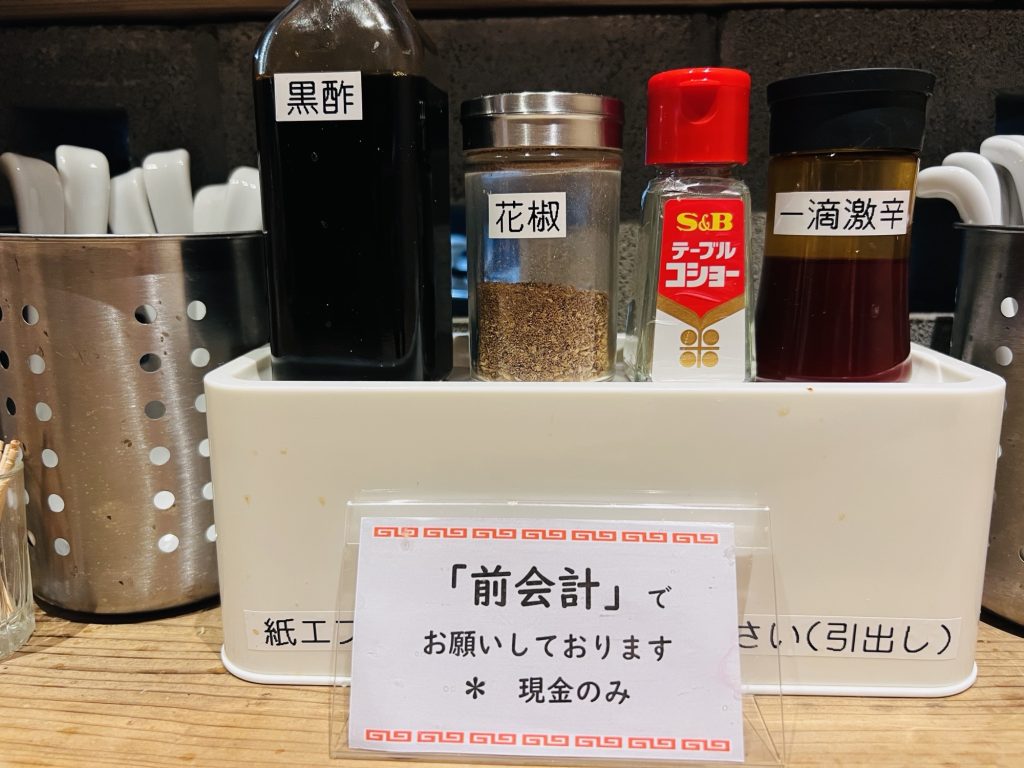 黒酢
花椒
S&B
テーブル
コショー
一滴激辛
「前会計」で
お願いしております
＊ 現金のみ
紙エプ
さい(引出し)